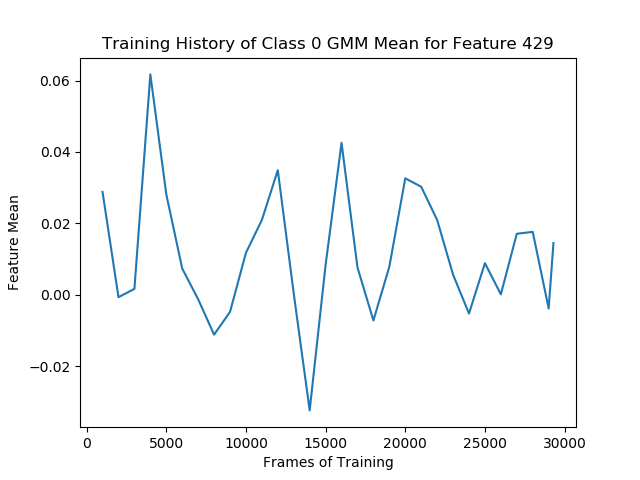 Training History of Class 0 GMM Mean for Feature 429
0.06
0.04
0.02
0.00
−0.02
Feature Mean
0 5000 10000 15000 20000 25000 30000
Frames of Training